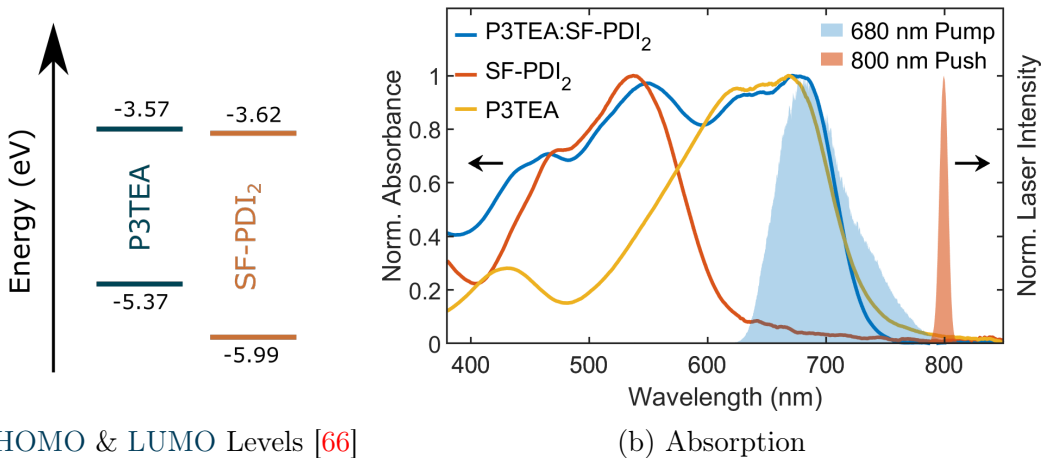 Energy (eV)
-3.57
-3.62
P3TEA
SF-PDI₂
-5.37
-5.99
HOMO & LUMO Levels [66]
P3TEA:SF-PDI₂
SF-PDI₂
P3TEA
680 nm Pump
800 nm Push
Norm. Absorbance
1
0.8
0.6
0.4
0.2
0
Norm. Laser Intensity
400 500 600 700 800
Wavelength (nm)
(b) Absorption